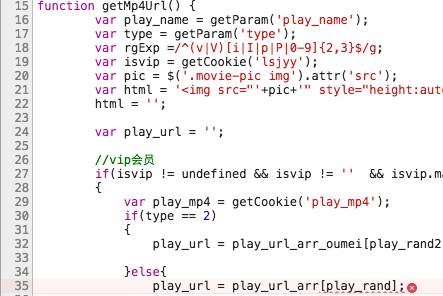 15 function getMp4Url() {
16 var play_name = getParam('play_name');
17 var type = getParam('type');
18 var rgExp =/^(v|V)[i|I|p|P|0-9]{2,3}$/g;
19 var isvip = getCookie('lsjyy');
20 var pic = $('.movie-pic img').attr('src');
21 var html = '<img src="'+pic+'" style="height:auto
22 html = '';
23
24 var play_url = '';
25
26 //vip会员
27 if(isvip != undefined && isvip != ''  && isvip.ma
28 {
29 var play_mp4 = getCookie('play_mp4');
30 if(type == 2)
31 {
32 play_url = play_url_arr_oumei[play_rand2
33
34 }else{
35 play_url = play_url_arr[play_rand];